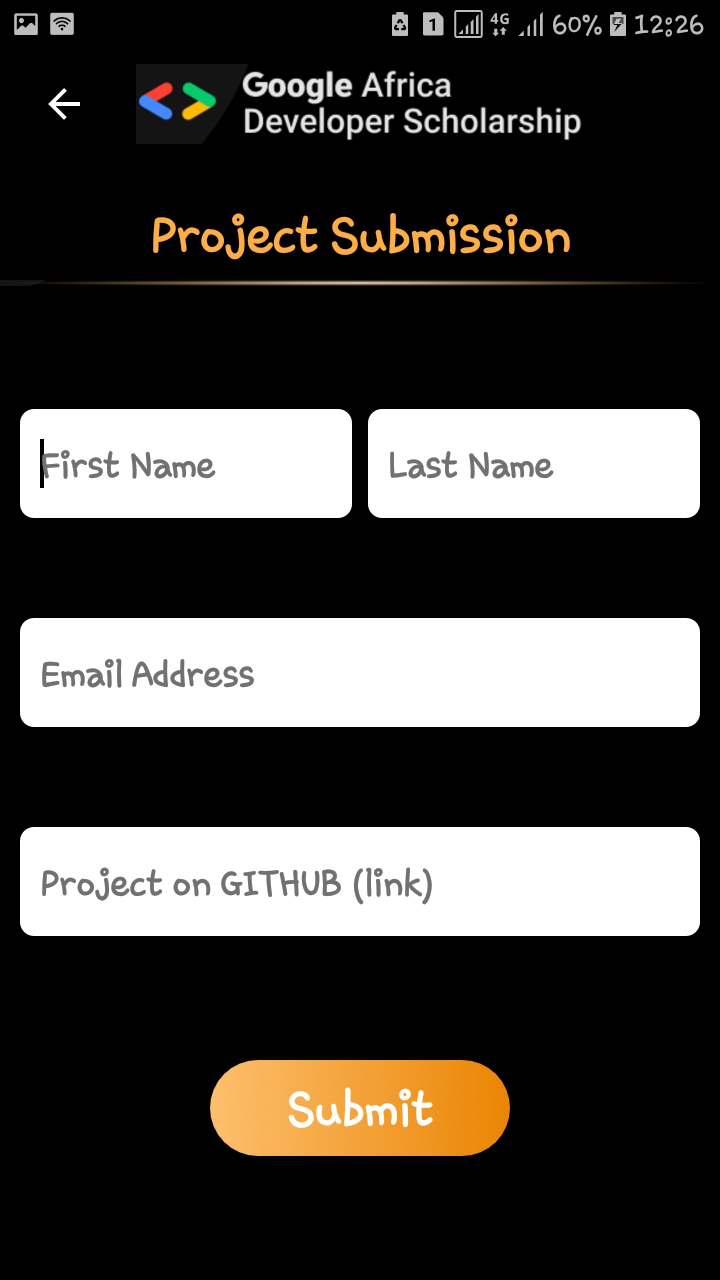 1 4G 60% 12:26
Google Africa
Developer Scholarship
Project Submission
First Name Last Name
Email Address
Project on GITHUB (link)
Submit